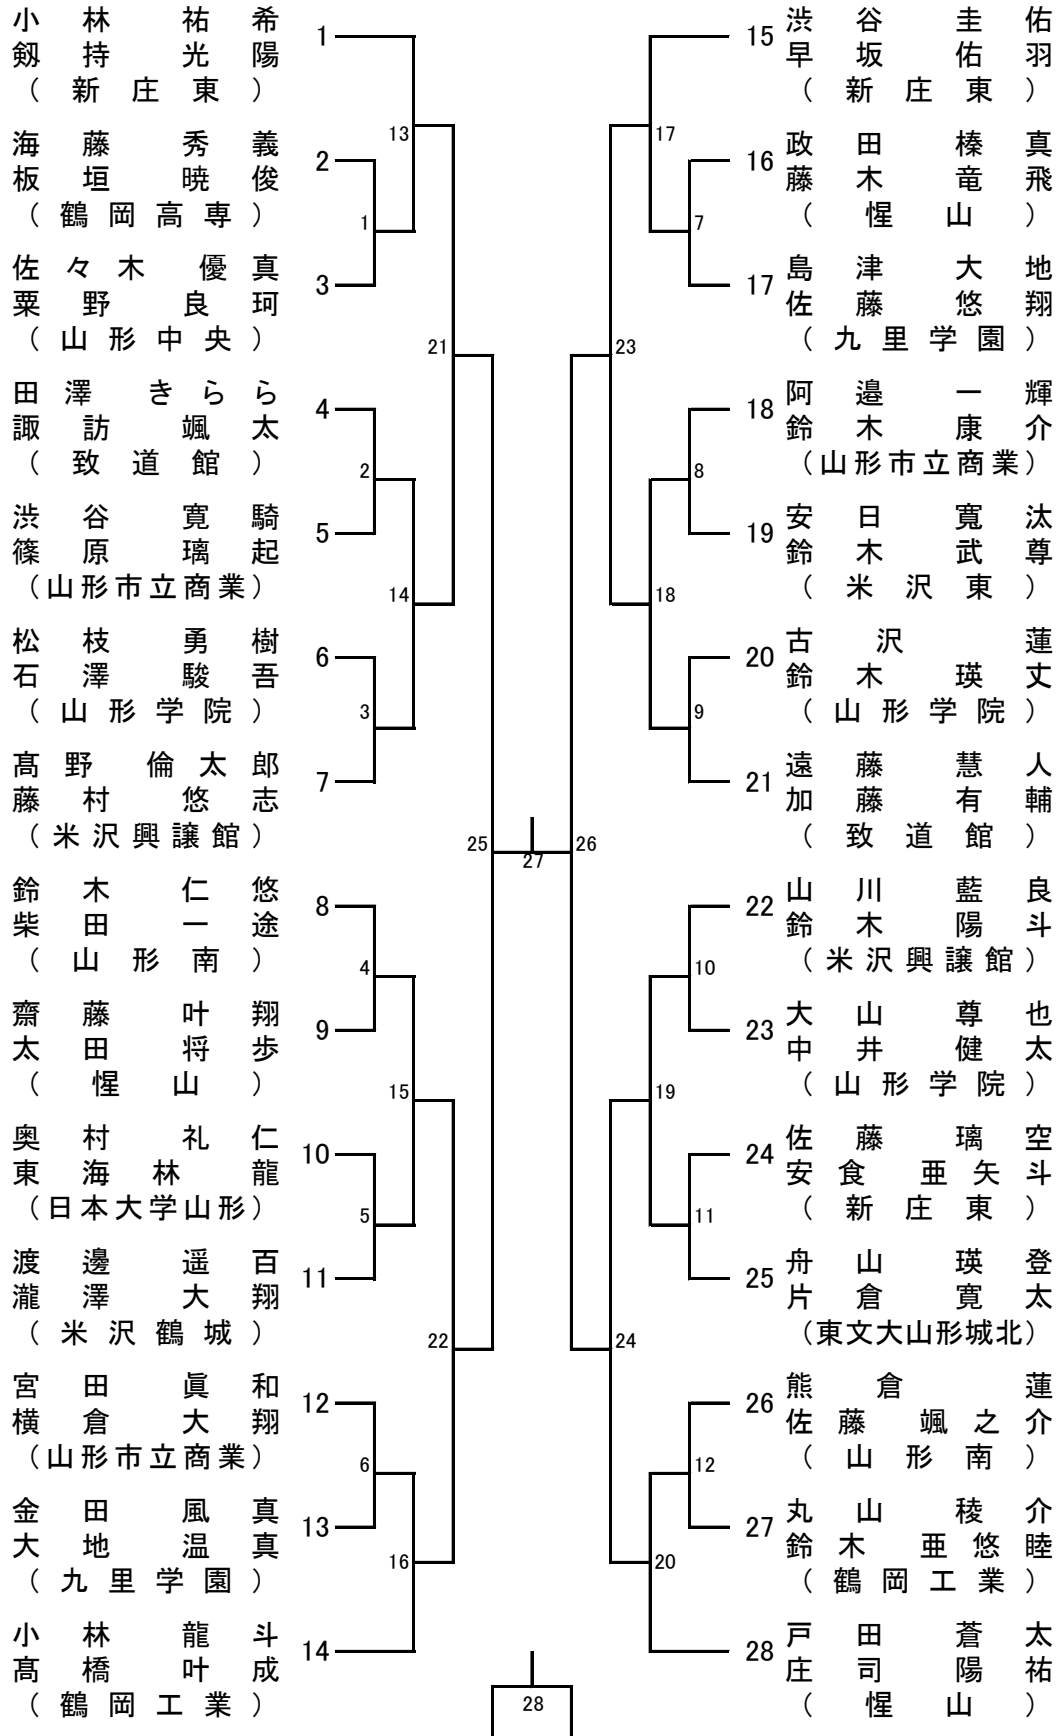 小林祐希
剱持光陽
(新庄東)
1
海藤秀義
板垣暁俊
(鶴岡高専)
2
佐々木優真
粟野良珂
(山形中央)
3
田澤きらら
諏訪颯太
(致道館)
4
渋谷寛騎
篠原璃起
(山形市立商業)
5
松枝勇樹
石澤駿吾
(山形学院)
6
髙野倫太郎
藤村悠志
(米沢興譲館)
7
鈴木仁悠
柴田一途
(山形南)
8
齋藤叶翔
太田将歩
(惺山)
9
奥村礼仁
東海林龍
(日本大学山形)
10
渡邊遥百
瀧澤大翔
(米沢鶴城)
11
宮田眞和
横倉大翔
(山形市立商業)
12
金田風真
大地温真
(九里学園)
13
小林龍斗
髙橋叶成
(鶴岡工業)
14
13
1
21
2
14
3
25
4
15
5
22
6
16
27
28
26
17
7
23
8
18
9
10
19
11
24
12
20
15
渋谷圭佑
早坂佑羽
(新庄東)
16
政田榛真
藤木竜飛
(惺山)
17
島津大地
佐藤悠翔
(九里学園)
18
阿邉一輝
鈴木康介
(山形市立商業)
19
安日寬汰
鈴木武尊
(米沢東)
20
古沢蓮
鈴木瑛丈
(山形学院)
21
遠藤慧人
加藤有輔
(致道館)
22
山川藍良
鈴木陽斗
(米沢興譲館)
23
大山尊也
中井健太
(山形学院)
24
佐藤璃空
安食亜矢斗
(新庄東)
25
舟山瑛登
片倉寛太
(東文大山形城北)
26
熊倉蓮
佐藤颯之介
(山形南)
27
丸山稜介
鈴木亜悠睦
(鶴岡工業)
28
戸田蒼太
庄司陽祐
(惺山)